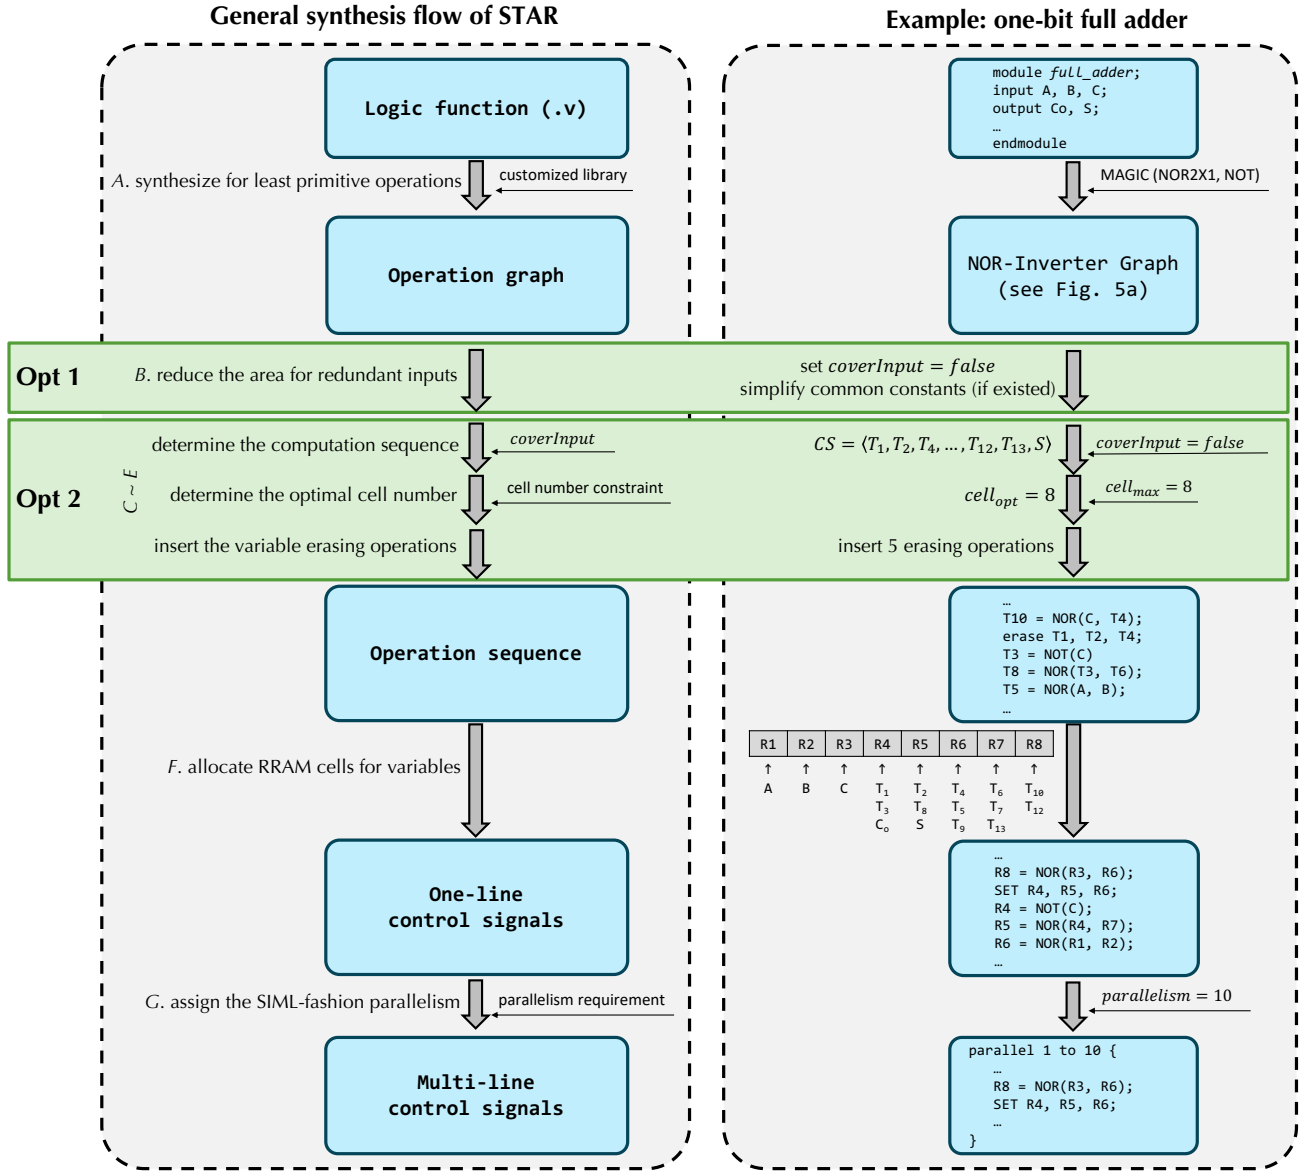 General synthesis flow of STAR
Logic function (.v)
A. synthesize for least primitive operations
customized library
Operation graph
Opt 1
B. reduce the area for redundant inputs
Opt 2
C ~ E
determine the computation sequence
coverInput
determine the optimal cell number
cell number constraint
insert the variable erasing operations
Operation sequence
F. allocate RRAM cells for variables
One-line
control signals
G. assign the SIML-fashion parallelism
parallelism requirement
Multi-line
control signals
Example: one-bit full adder
module full_adder;
input A, B, C;
output Co, S;
…
endmodule
MAGIC (NOR2X1, NOT)
NOR-Inverter Graph
(see Fig. 5a)
set coverInput = false
simplify common constants (if existed)
CS = ⟨T₁, T₂, T₄, …, T₁₂, T₁₃, S⟩
coverInput = false
cell_opt = 8
cell_max = 8
insert 5 erasing operations
…
T10 = NOR(C, T4);
erase T1, T2, T4;
T3 = NOT(C)
T8 = NOR(T3, T6);
T5 = NOR(A, B);
…
R1 R2 R3 R4 R5 R6 R7 R8
↑ ↑ ↑ ↑ ↑ ↑ ↑ ↑
A B C T₁ T₂ T₄ T₆ T₁₀
T₃ T₈ T₅ T₇ T₁₂
Cₒ S T₉ T₁₃
…
R8 = NOR(R3, R6);
SET R4, R5, R6;
R4 = NOT(C);
R5 = NOR(R4, R7);
R6 = NOR(R1, R2);
…
parallelism = 10
parallel 1 to 10 {
…
R8 = NOR(R3, R6);
SET R4, R5, R6;
…
}